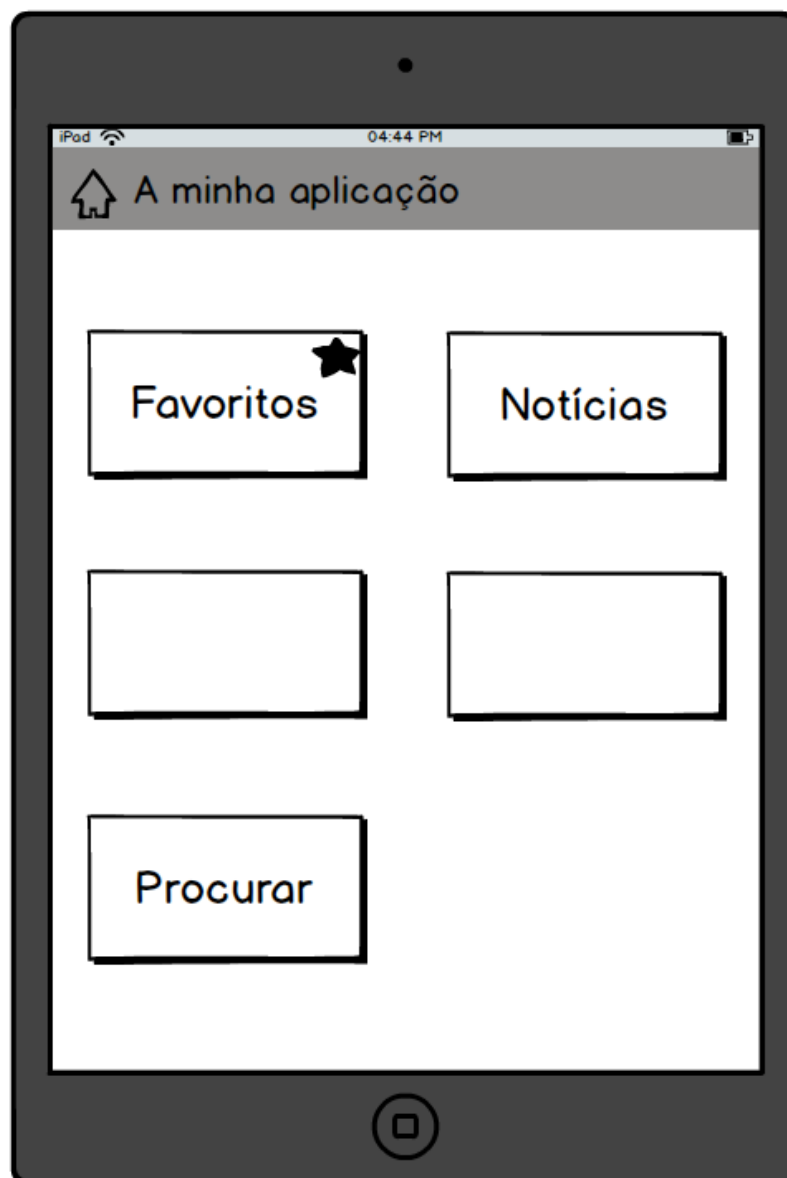 iPad
04:44 PM
A minha aplicação
Favoritos
Notícias
Procurar